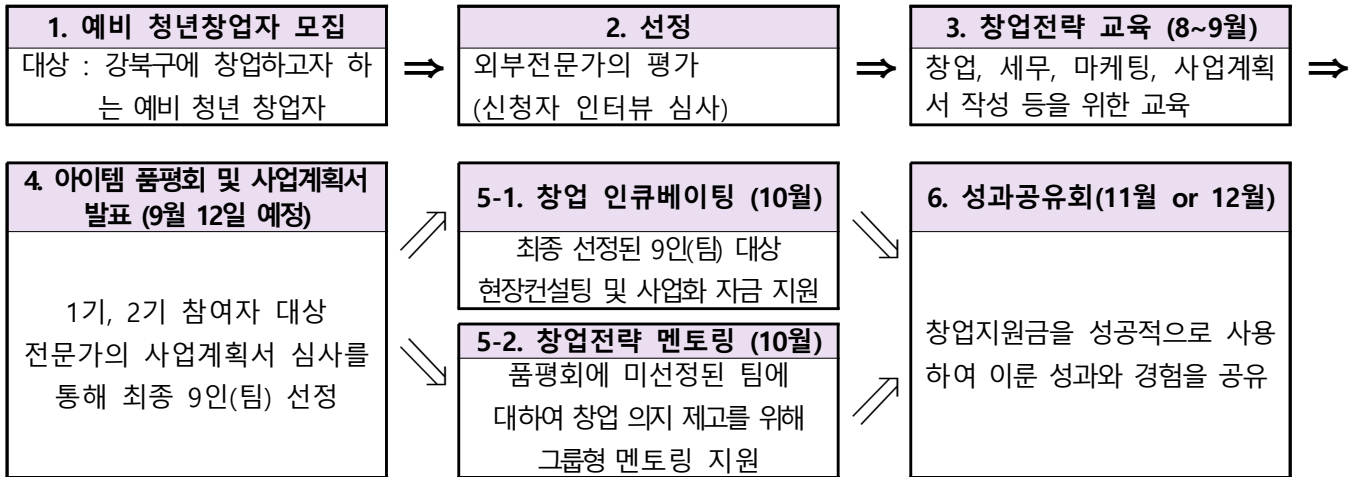 1. 예비 청년창업자 모집
대상 : 강북구에 창업하고자 하
는 예비 청년 창업자
⇒
2. 선정
외부전문가의 평가
(신청자 인터뷰 심사)
⇒
3. 창업전략 교육 (8~9월)
창업, 세무, 마케팅, 사업계획
서 작성 등을 위한 교육
⇒
4. 아이템 품평회 및 사업계획서
발표 (9월 12일 예정)
1기, 2기 참여자 대상
전문가의 사업계획서 심사를
통해 최종 9인(팀) 선정
5-1. 창업 인큐베이팅 (10월)
최종 선정된 9인(팀) 대상
현장컨설팅 및 사업화 자금 지원
5-2. 창업전략 멘토링 (10월)
품평회에 미선정된 팀에
대하여 창업 의지 제고를 위해
그룹형 멘토링 지원
6. 성과공유회(11월 or 12월)
창업지원금을 성공적으로 사용
하여 이룬 성과와 경험을 공유